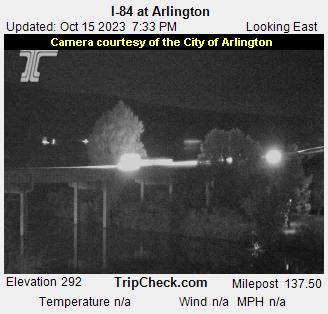 I-84 at Arlington
Updated: Oct 15 2023 7:33 PM Looking East
Camera courtesy of the City of Arlington
Elevation 292 TripCheck.com Milepost 137.50
Temperature n/a Wind n/a MPH n/a